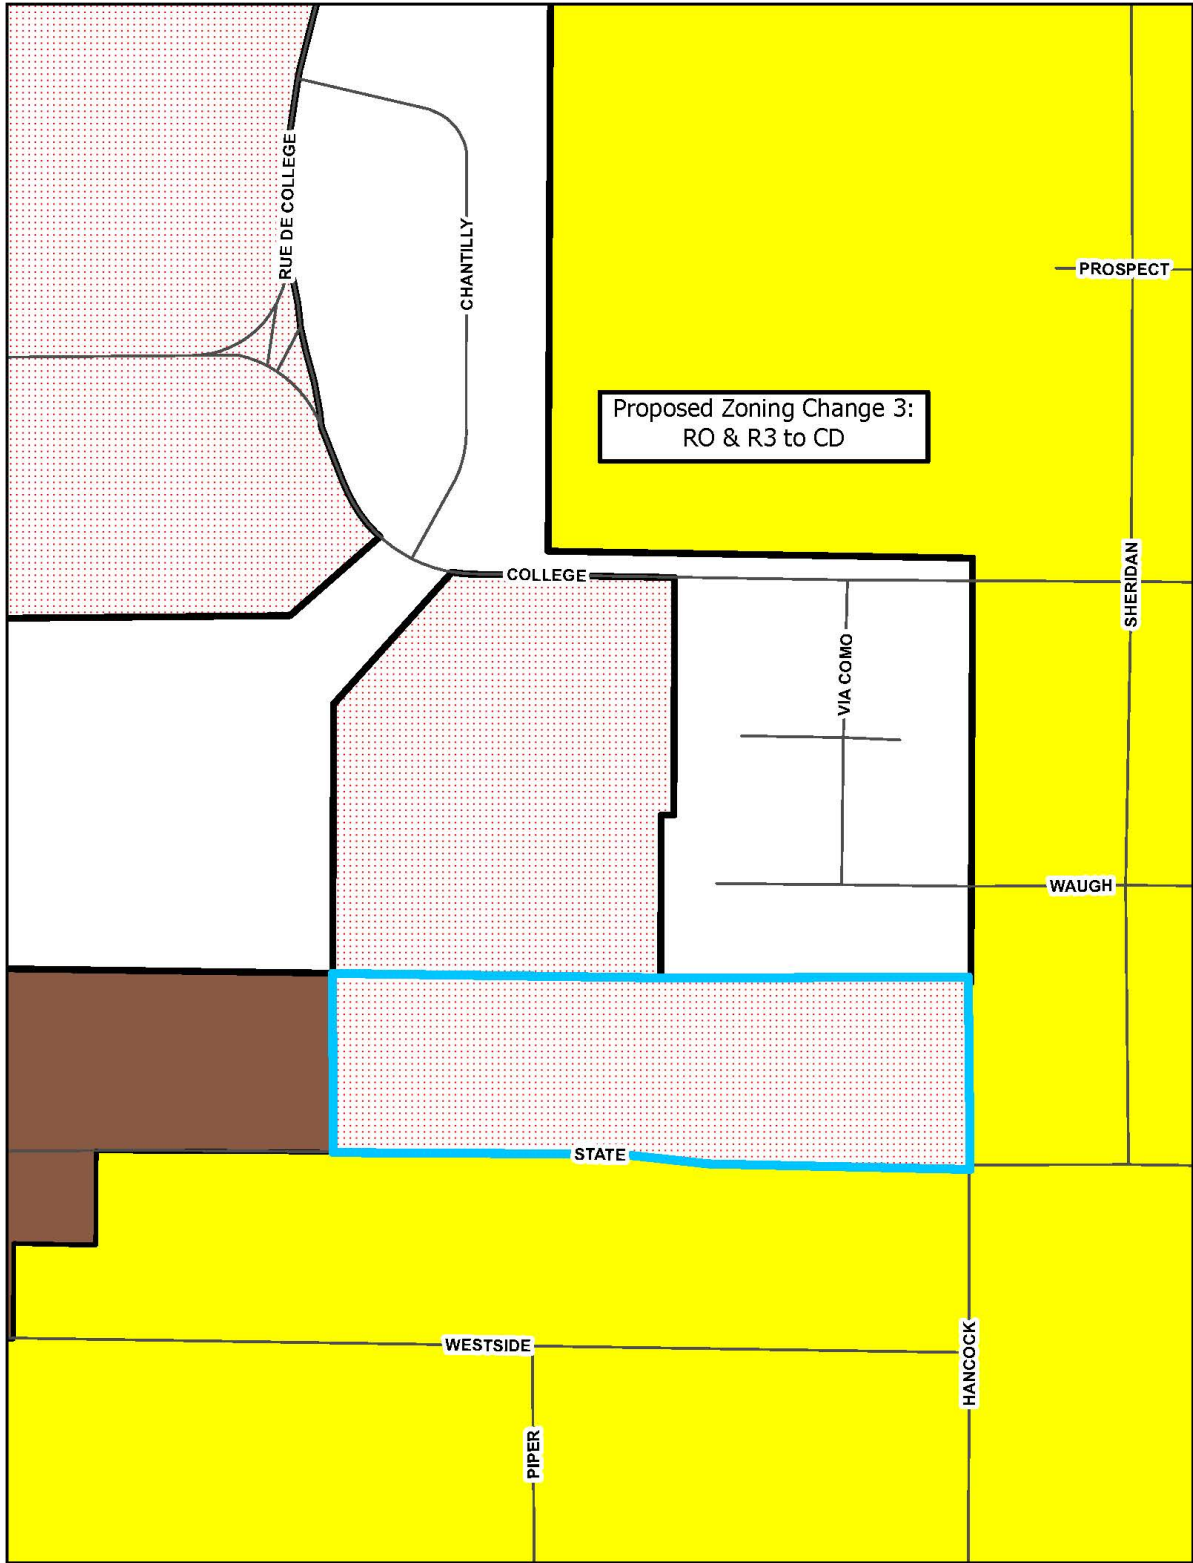 RUE DE COLLEGE
CHANTILLY
PROSPECT
Proposed Zoning Change 3:
RO & R3 to CD
COLLEGE
SHERIDAN
VIA COMO
WAUGH
STATE
WESTSIDE
HANCOCK
PIPER